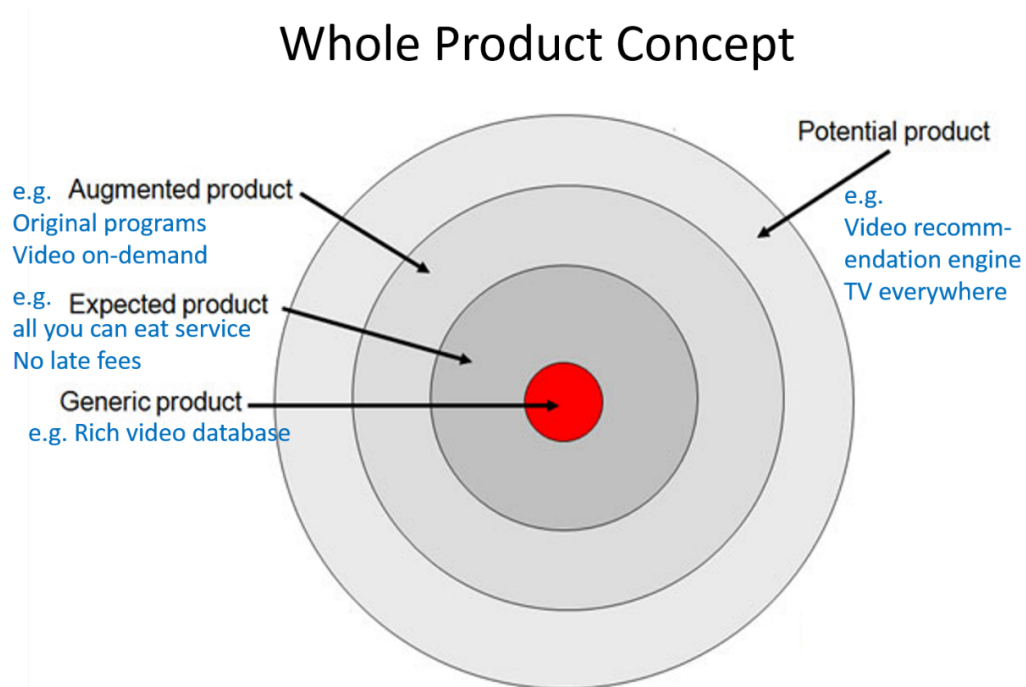 Whole Product Concept
Potential product
e.g.
Video recomm-
endation engine
TV everywhere
e.g. Augmented product
Original programs
Video on-demand
e.g. Expected product
all you can eat service
No late fees
Generic product
e.g. Rich video database